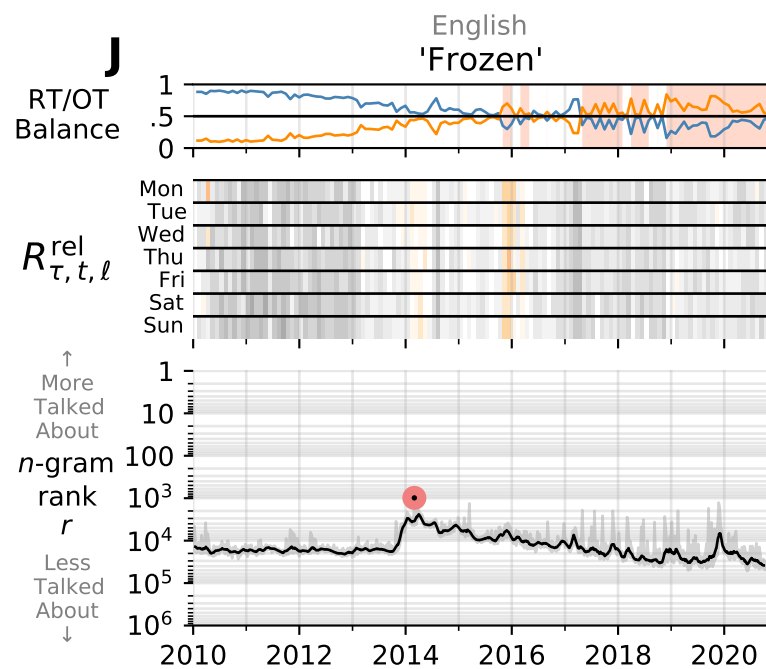 J
English
'Frozen'
RT/OT
Balance
1
.5
0
Mon
Tue
Wed
Thu
Fri
Sat
Sun
R^rel_τ,t,ℓ
↑
More
Talked
About
n-gram
rank
r
Less
Talked
About
↓
1
10
100
10³
10⁴
10⁵
10⁶
2010 2012 2014 2016 2018 2020